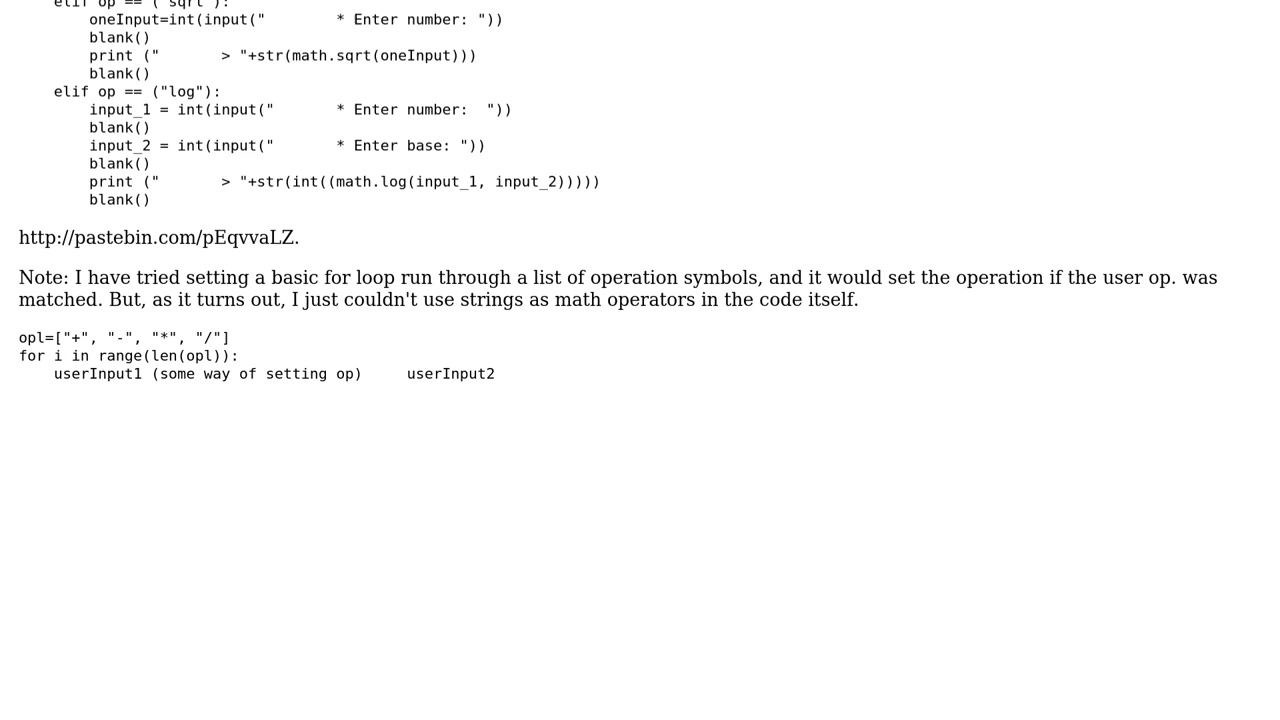 elif op == ("sqrt"):
        oneInput=int(input("        * Enter number: "))
        blank()
        print ("       > "+str(math.sqrt(oneInput)))
        blank()
    elif op == ("log"):
        input_1 = int(input("       * Enter number:  "))
        blank()
        input_2 = int(input("       * Enter base: "))
        blank()
        print ("       > "+str(int((math.log(input_1, input_2)))))
        blank()
http://pastebin.com/pEqvvaLZ.
Note: I have tried setting a basic for loop run through a list of operation symbols, and it would set the operation if the user op. was
matched. But, as it turns out, I just couldn't use strings as math operators in the code itself.
opl=["+", "-", "*", "/"]
for i in range(len(opl)):
    userInput1 (some way of setting op)     userInput2